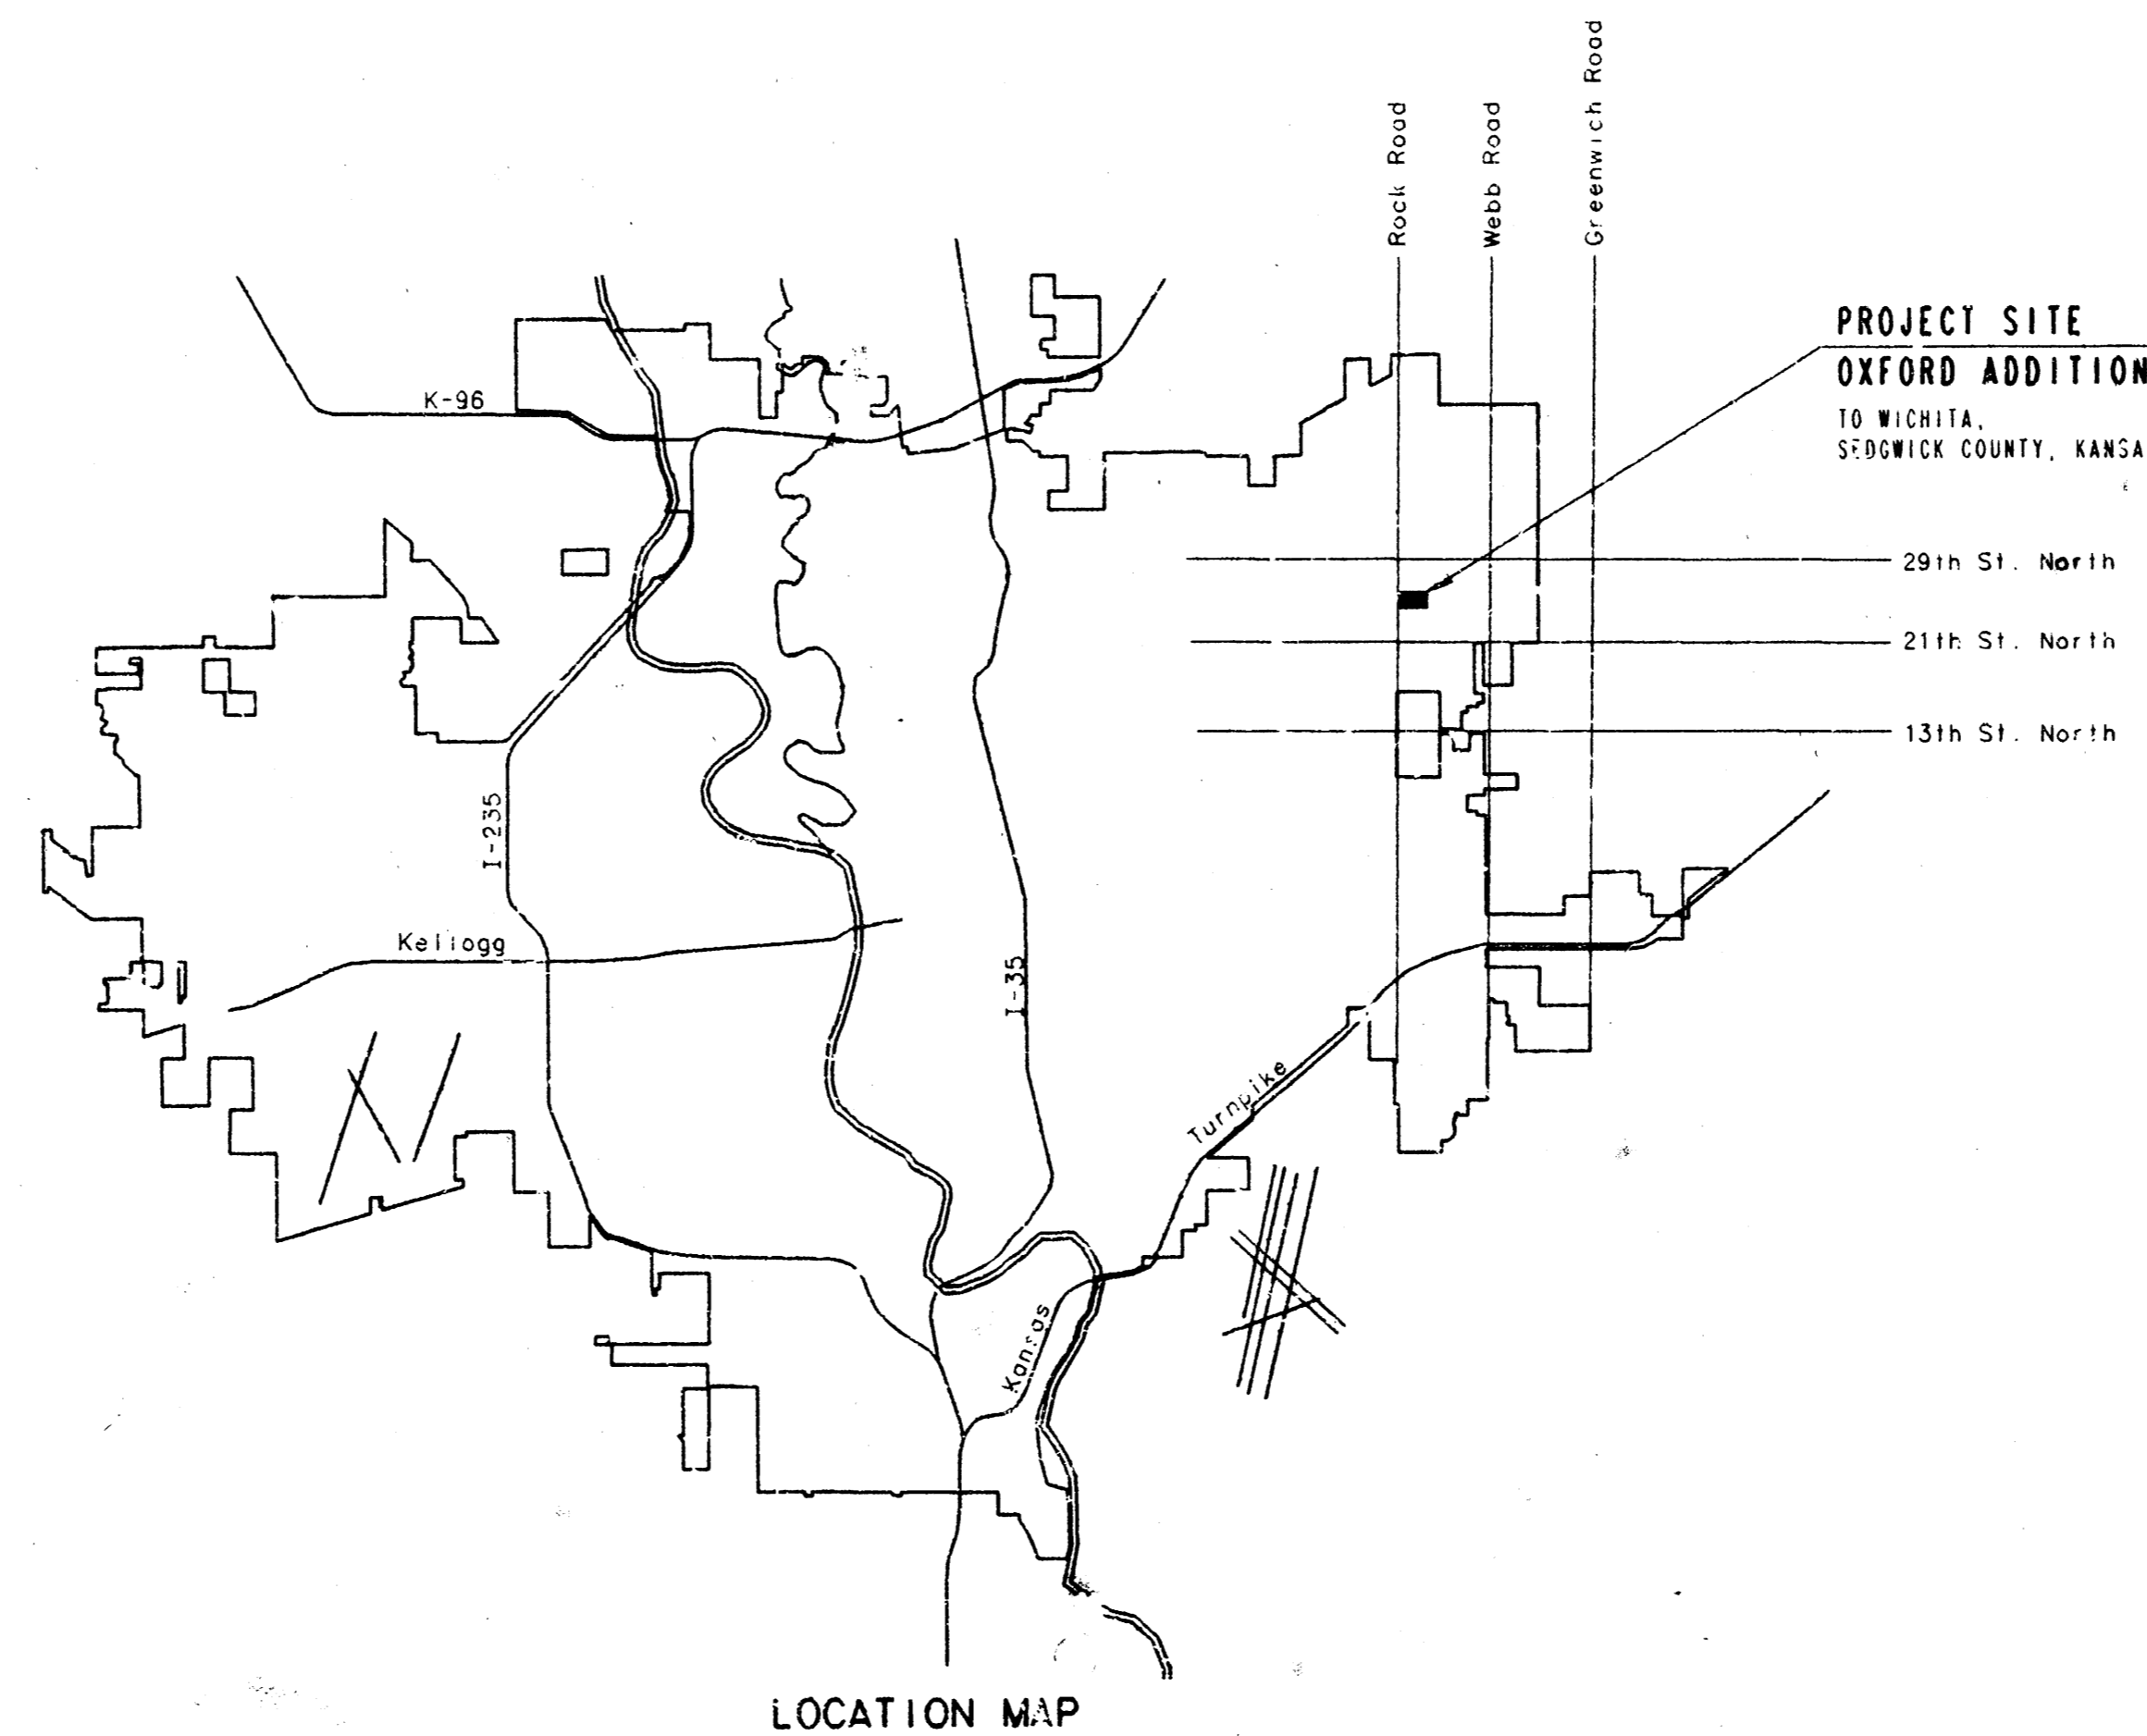 Rock Road
Webb Road
Greenwich Road
PROJECT SITE
OXFORD ADDITION
TO WICHITA,
SEDGWICK COUNTY, KANSA
K-96
29th St. North
21th St. North
13th St. North
I-235
Kellogg
I-35
Turnpike
Kansas
LOCATION MAP